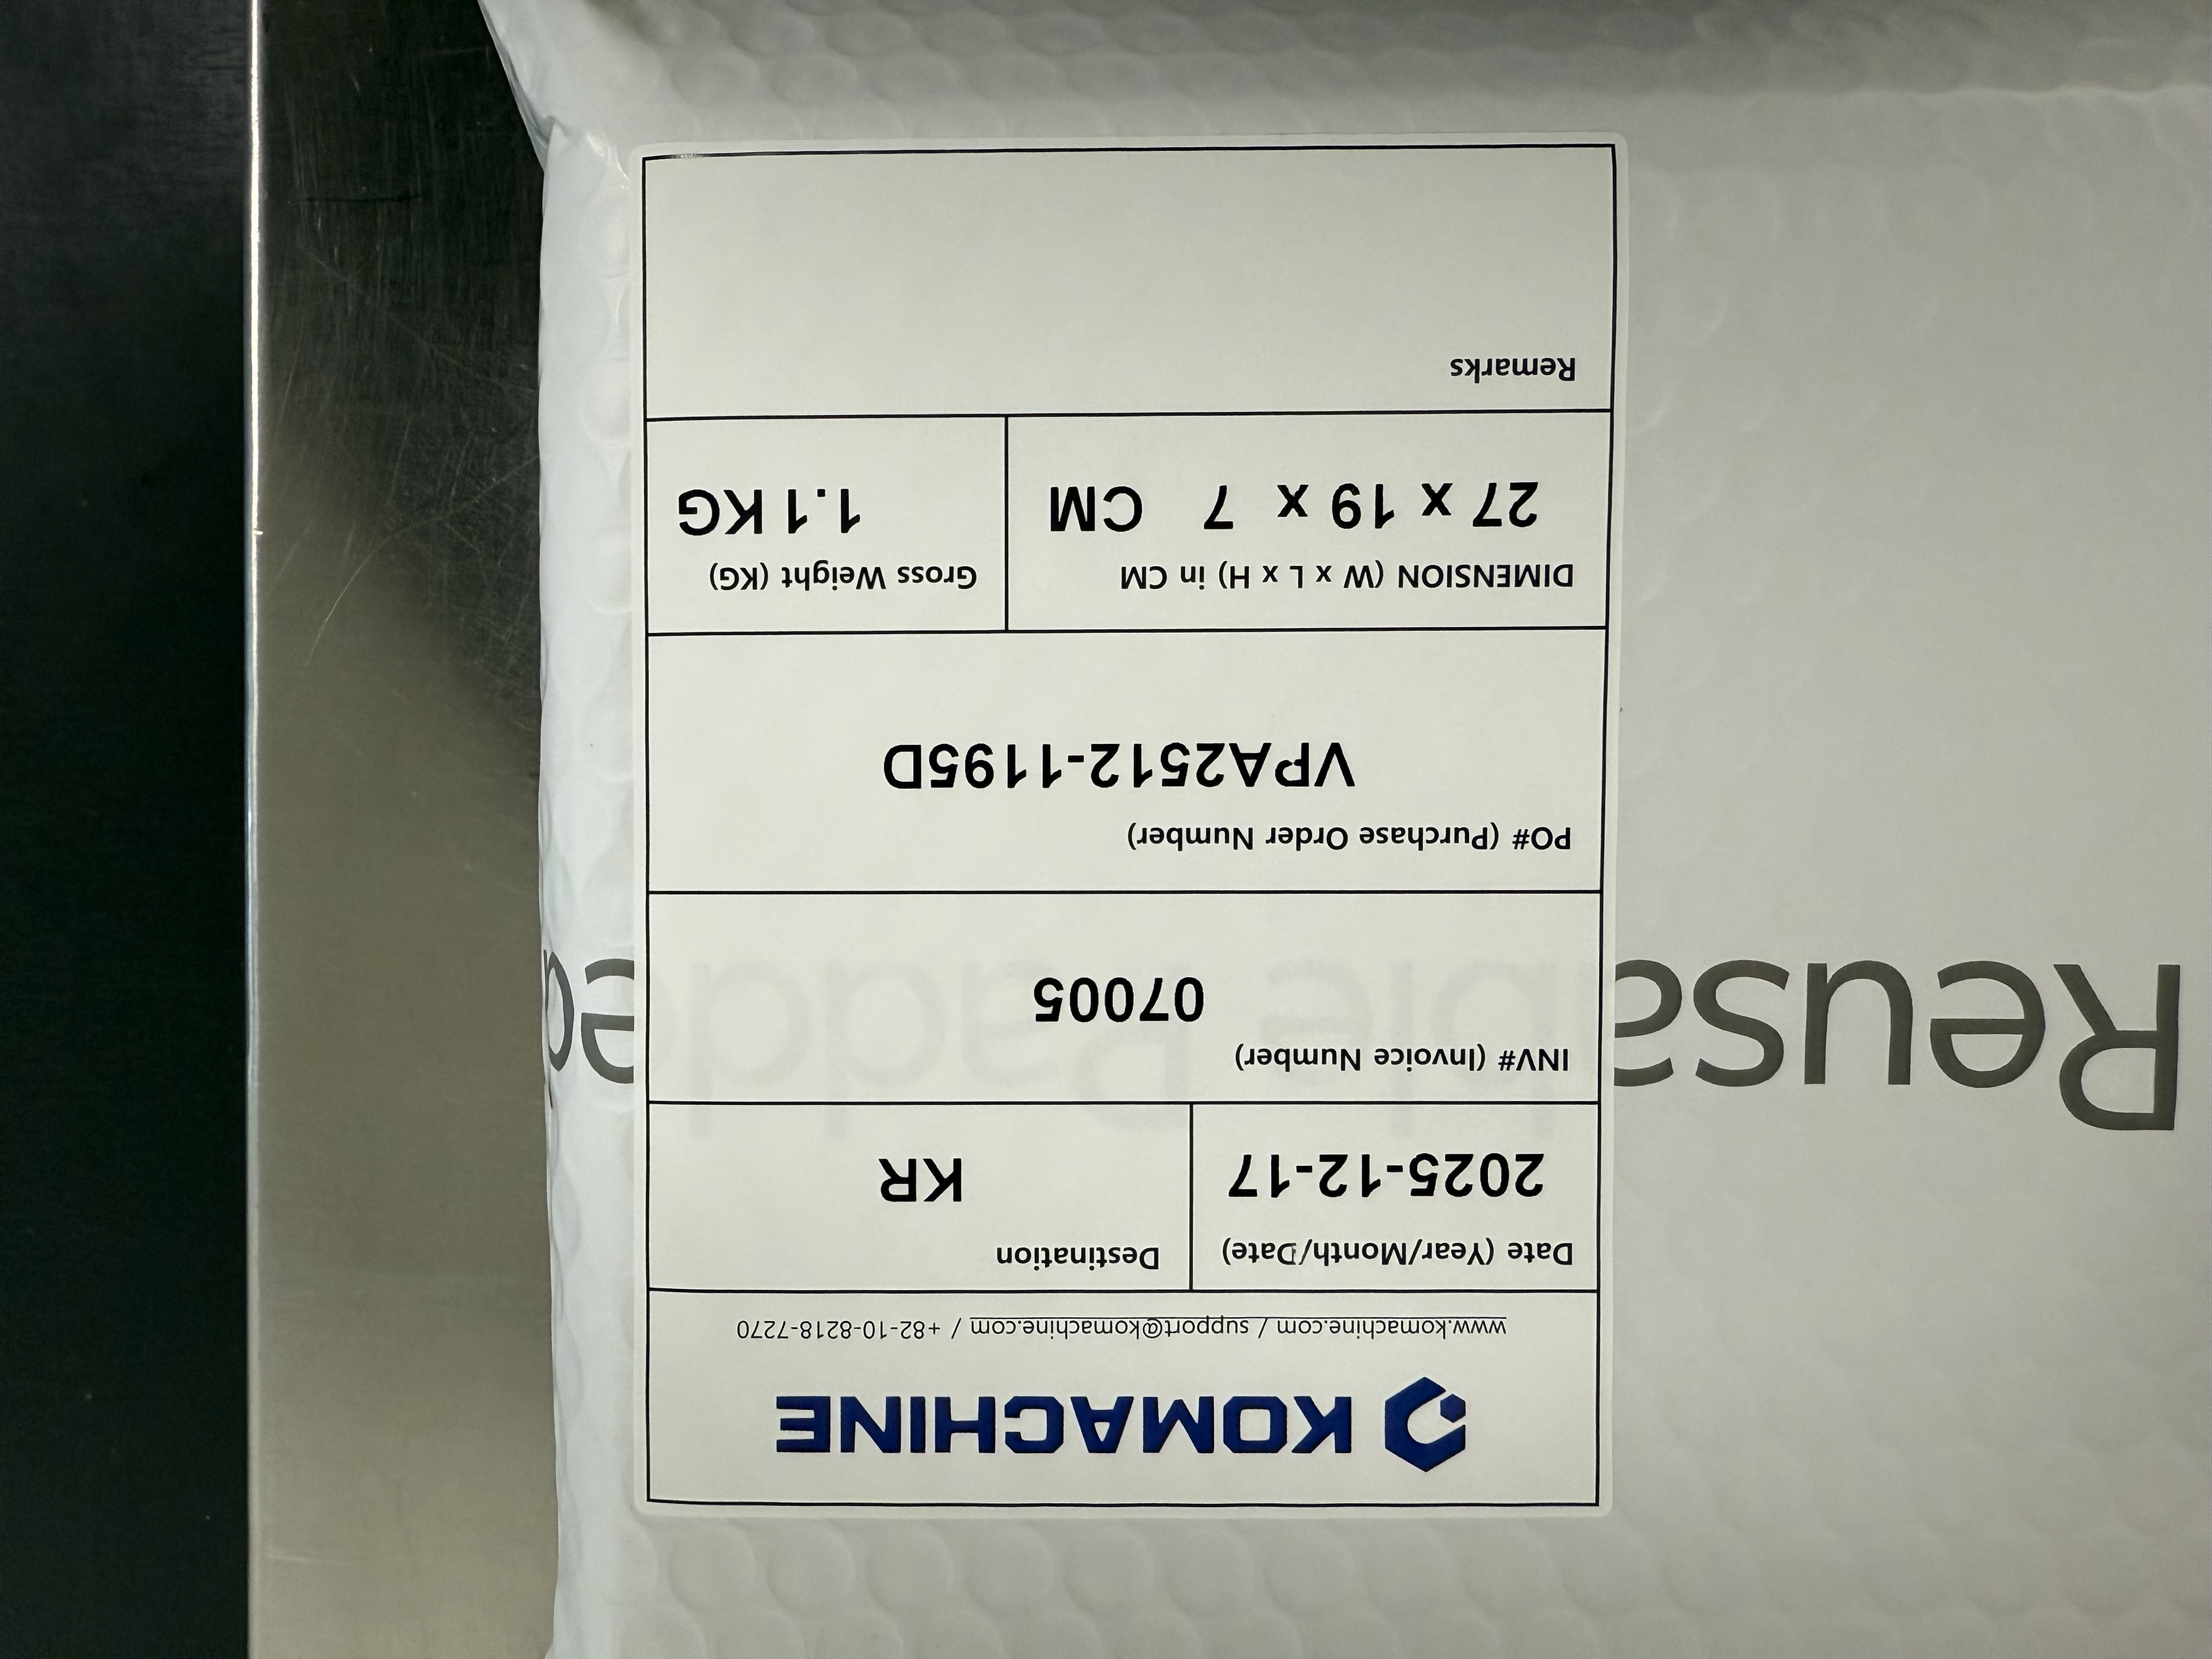 KOMACHINE
www.komachine.com / support@komachine.com / +82-10-8218-7270
Date (Year/Month/Date)
2025-12-17
Destination
KR
INV# (Invoice Number)
07005
PO# (Purchase Order Number)
VPA2512-1195D
DIMENSION (W x L x H) in CM
27 x 19 x 7 CM
Gross Weight (KG)
1.1 KG
Remarks
Reusable Padded